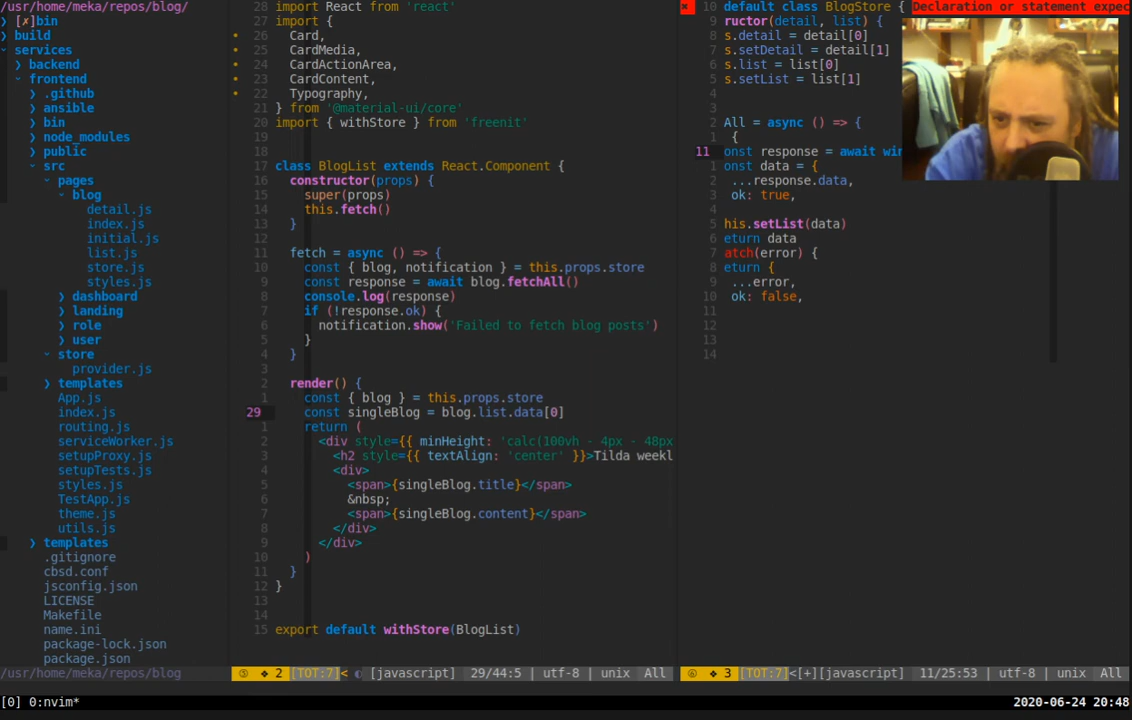 /usr/home/meka/repos/blog/
❯ [✗]bin
❯ build
services
❯ backend
frontend
❯ .github
❯ ansible
❯ bin
❯ node_modules
❯ public
src
pages
blog
detail.js
index.js
initial.js
list.js
store.js
styles.js
❯ dashboard
❯ landing
❯ role
❯ user
store
provider.js
❯ templates
App.js
index.js
routing.js
serviceWorker.js
setupProxy.js
setupTests.js
styles.js
TestApp.js
theme.js
utils.js
❯ templates
.gitignore
cbsd.conf
jsconfig.json
LICENSE
Makefile
name.ini
package-lock.json
package.json
/usr/home/meka/repos/blog
28 import React from 'react'
27 import {
26 Card,
25 CardMedia,
24 CardActionArea,
23 CardContent,
22 Typography,
21 } from '@material-ui/core'
20 import { withStore } from 'freenit'
19
18
17 class BlogList extends React.Component {
16 constructor(props) {
15 super(props)
14 this.fetch()
13 }
12
11 fetch = async () => {
10 const { blog, notification } = this.props.store
9 const response = await blog.fetchAll()
8 console.log(response)
7 if (!response.ok) {
6 notification.show('Failed to fetch blog posts')
5 }
4 }
3
2 render() {
1 const { blog } = this.props.store
29 const singleBlog = blog.list.data[0]
1 return (
2 <div style={{ minHeight: 'calc(100vh - 4px - 48px
3 <h2 style={{ textAlign: 'center' }}>Tilda weekl
4 <div>
5 <span>{singleBlog.title}</span>
6 &nbsp;
7 <span>{singleBlog.content}</span>
8 </div>
9 </div>
10 )
11 }
12 }
13
14
15 export default withStore(BlogList)
2 [TOT:7]< [javascript] 29/44:5 | utf-8 | unix All
10 default class BlogStore { Declaration or statement expec
9 ructor(detail, list) {
8 s.detail = detail[0]
7 s.setDetail = detail[1]
6 s.list = list[0]
5 s.setList = list[1]
4
3
2 All = async () => {
1 {
11 onst response = await win
1 onst data = {
2 ...response.data,
3 ok: true,
4
5 his.setList(data)
6 eturn data
7 atch(error) {
8 eturn {
9 ...error,
10 ok: false,
11
12
13
14
3 [TOT:7]<[+][javascript] 11/25:53 | utf-8 | unix All
[0] 0:nvim* 2020-06-24 20:48